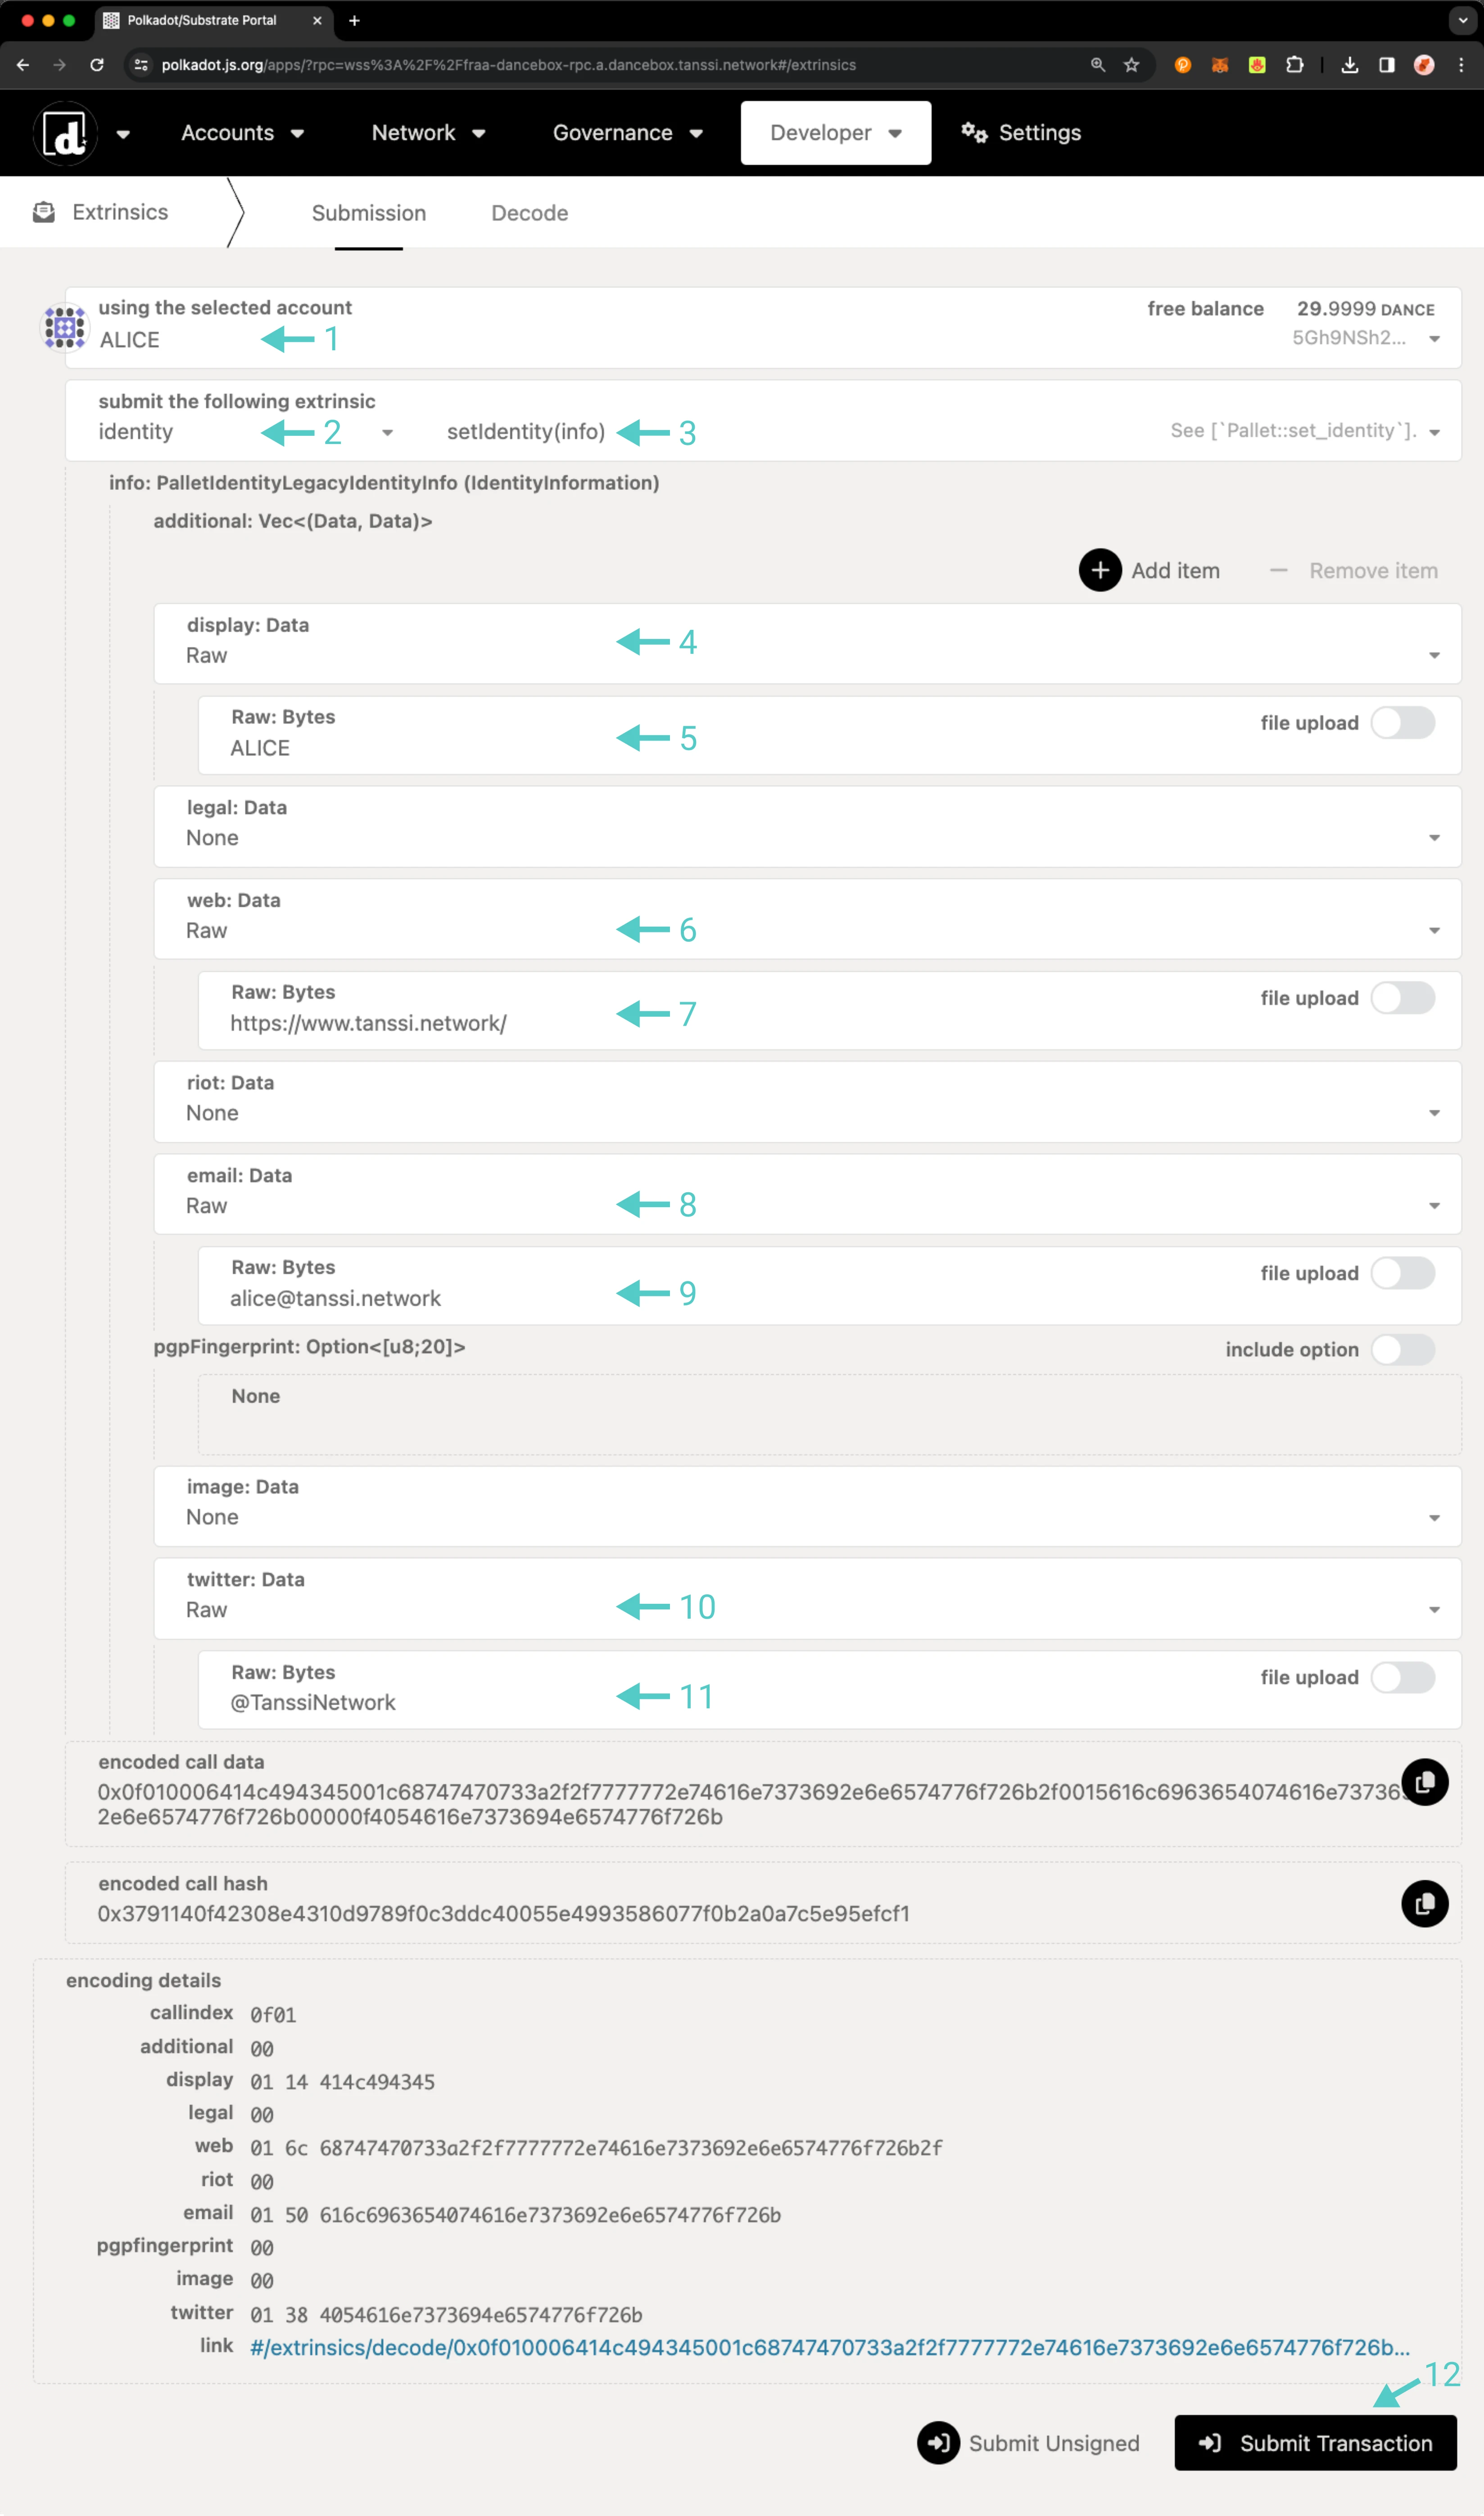 Polkadot/Substrate Portal
polkadot.js.org/apps/?rpc=wss%3A%2F%2Ffraa-dancebox-rpc.a.dancebox.tanssi.network#/extrinsics
d Accounts Network Governance Developer Settings
Extrinsics Submission Decode
using the selected account free balance 29.9999 DANCE
ALICE 1 5Gh9NSh2...
submit the following extrinsic
identity 2 setIdentity(info) 3 See [`Pallet::set_identity`].
info: PalletIdentityLegacyIdentityInfo (IdentityInformation)
additional: Vec<(Data, Data)>
Add item Remove item
display: Data
Raw 4
Raw: Bytes file upload
ALICE 5
legal: Data
None
web: Data
Raw 6
Raw: Bytes file upload
https://www.tanssi.network/ 7
riot: Data
None
email: Data
Raw 8
Raw: Bytes file upload
alice@tanssi.network 9
pgpFingerprint: Option<[u8;20]> include option
None
image: Data
None
twitter: Data
Raw 10
Raw: Bytes file upload
@TanssiNetwork 11
encoded call data
0x0f010006414c494345001c68747470733a2f2f7777772e74616e7373692e6e6574776f726b2f0015616c6963654074616e737369
2e6e6574776f726b00000f4054616e7373694e6574776f726b
encoded call hash
0x3791140f42308e4310d9789f0c3ddc40055e4993586077f0b2a0a7c5e95efcf1
encoding details
callindex 0f01
additional 00
display 01 14 414c494345
legal 00
web 01 6c 68747470733a2f2f7777772e74616e7373692e6e6574776f726b2f
riot 00
email 01 50 616c6963654074616e7373692e6e6574776f726b
pgpfingerprint 00
image 00
twitter 01 38 4054616e7373694e6574776f726b
link #/extrinsics/decode/0x0f010006414c494345001c68747470733a2f2f7777772e74616e7373692e6e6574776f726b...
12
Submit Unsigned Submit Transaction